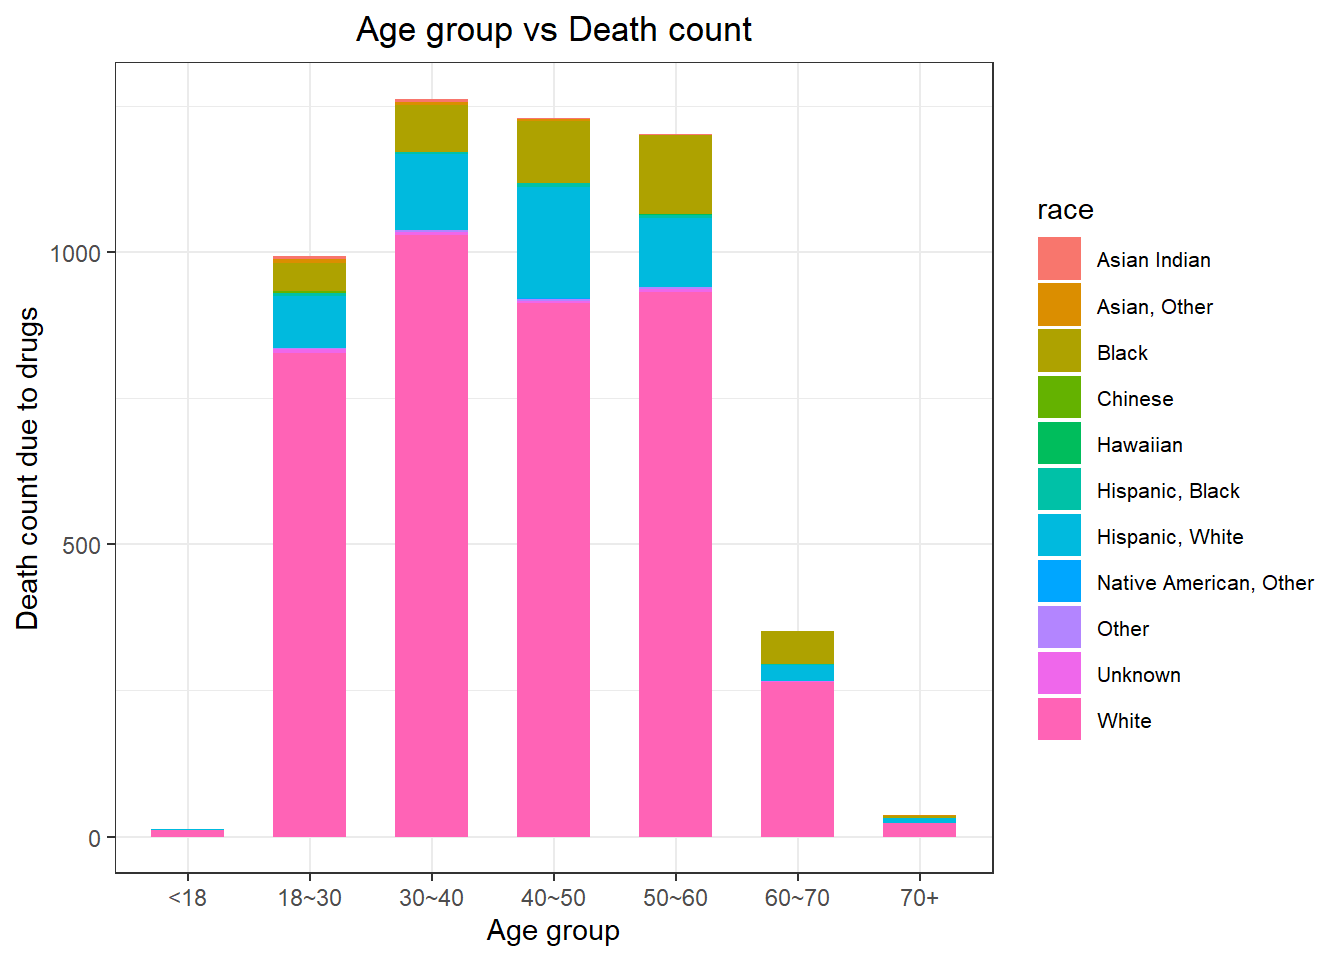 Age group vs Death count
Death count due to drugs
1000
500
0
<18
18~30
30~40
40~50
50~60
60~70
70+
Age group
race
Asian Indian
Asian, Other
Black
Chinese
Hawaiian
Hispanic, Black
Hispanic, White
Native American, Other
Other
Unknown
White